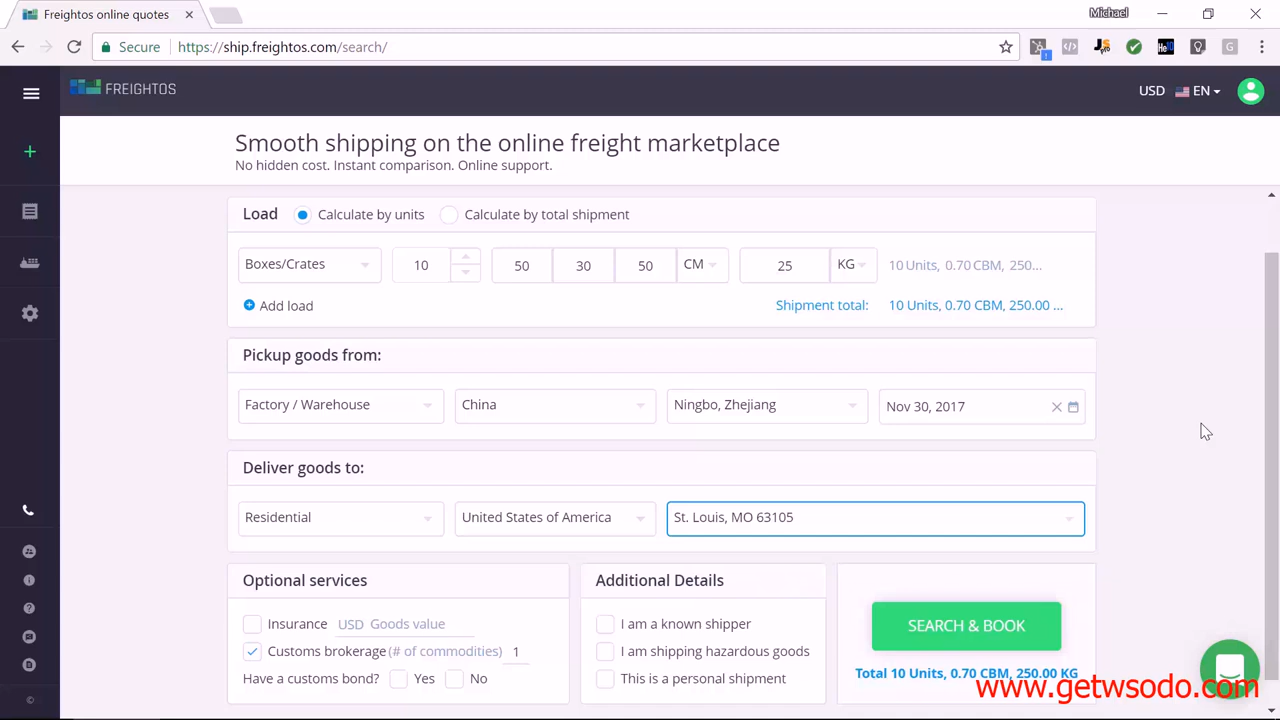 Freightos online quotes
Michael
Secure https://ship.freightos.com/search/
FREIGHTOS
USD EN
Smooth shipping on the online freight marketplace
No hidden cost. Instant comparison. Online support.
Load Calculate by units Calculate by total shipment
Boxes/Crates 10 50 30 50 CM 25 KG 10 Units, 0.70 CBM, 250...
Add load Shipment total: 10 Units, 0.70 CBM, 250.00 ...
Pickup goods from:
Factory / Warehouse China Ningbo, Zhejiang Nov 30, 2017
Deliver goods to:
Residential United States of America St. Louis, MO 63105
Optional services Additional Details
Insurance USD Goods value I am a known shipper SEARCH & BOOK
Customs brokerage (# of commodities) 1 I am shipping hazardous goods
Have a customs bond? Yes No This is a personal shipment Total 10 Units, 0.70 CBM, 250.00 KG
www.getwsodo.com